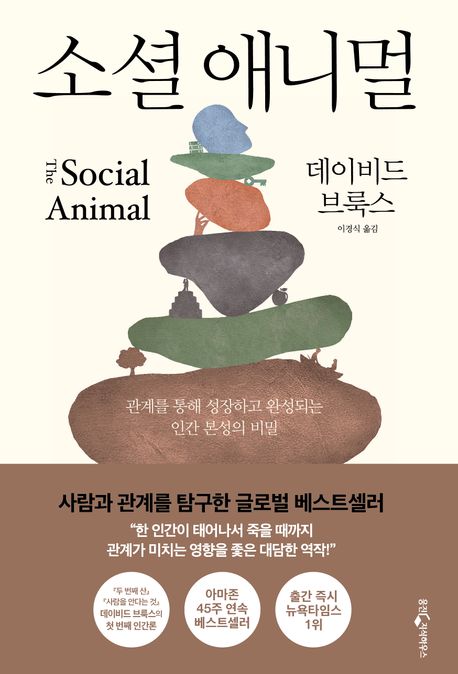 소셜 애니멀
The Social
Animal
데이비드
브룩스
이경식 옮김
관계를 통해 성장하고 완성되는
인간 본성의 비밀
사람과 관계를 탐구한 글로벌 베스트셀러
“한 인간이 태어나서 죽을 때까지
관계가 미치는 영향을 좇은 대담한 역작!”
『두 번째 산』
『사람을 안다는 것』
데이비드 브룩스의
첫 번째 인간론
아마존
45주 연속
베스트셀러
출간 즉시
뉴욕타임스
1위
웅진 지식하우스